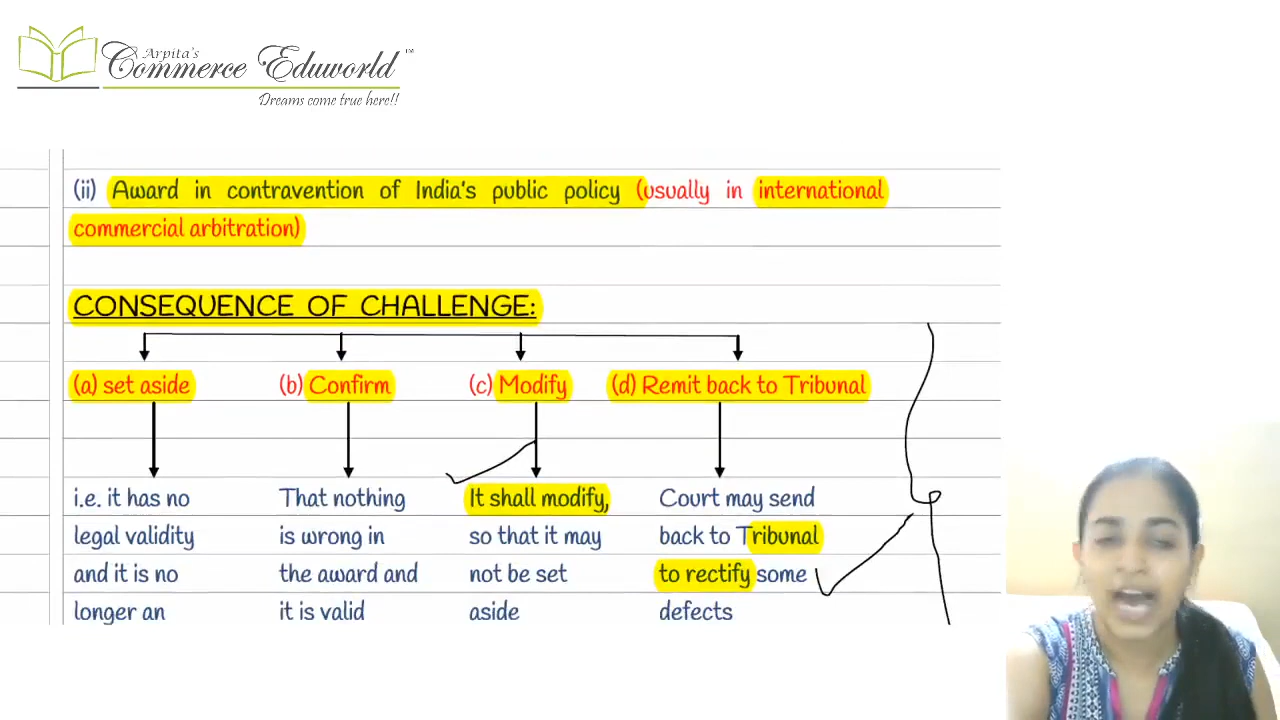 Arpita's
Commerce Eduworld™
Dreams come true here!!
(ii) Award in contravention of India's public policy (usually in international
commercial arbitration)
CONSEQUENCE OF CHALLENGE:
(a) set aside
(b) Confirm
(c) Modify
(d) Remit back to Tribunal
i.e. it has no
legal validity
and it is no
longer an
That nothing
is wrong in
the award and
it is valid
It shall modify,
so that it may
not be set
aside
Court may send
back to Tribunal
to rectify some
defects